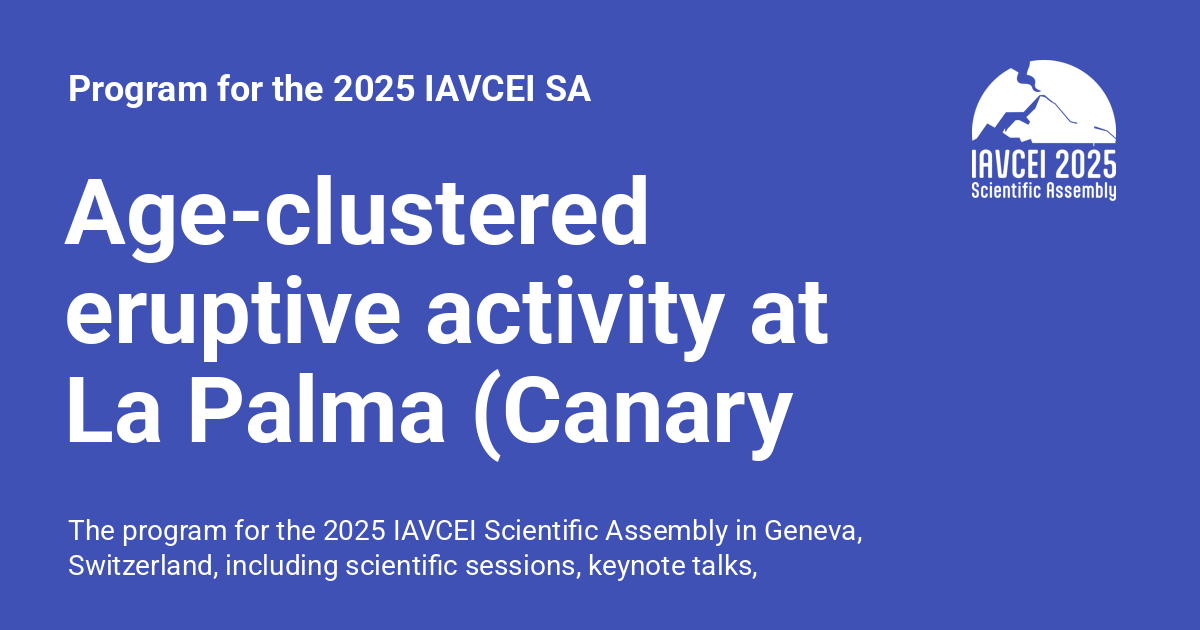 Program for the 2025 IAVCEI SA
IAVCEI 2025
Scientific Assembly
Age-clustered
eruptive activity at
La Palma (Canary
The program for the 2025 IAVCEI Scientific Assembly in Geneva,
Switzerland, including scientific sessions, keynote talks,